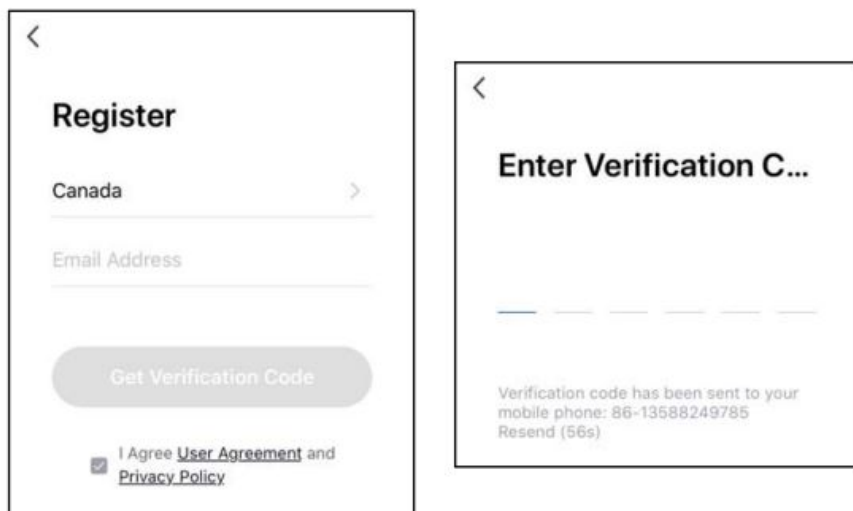 Register
Canada
Email Address
Get Verification Code
I Agree User Agreement and
Privacy Policy
Enter Verification C...
Verification code has been sent to your
mobile phone: 86-13588249785
Resend (56s)